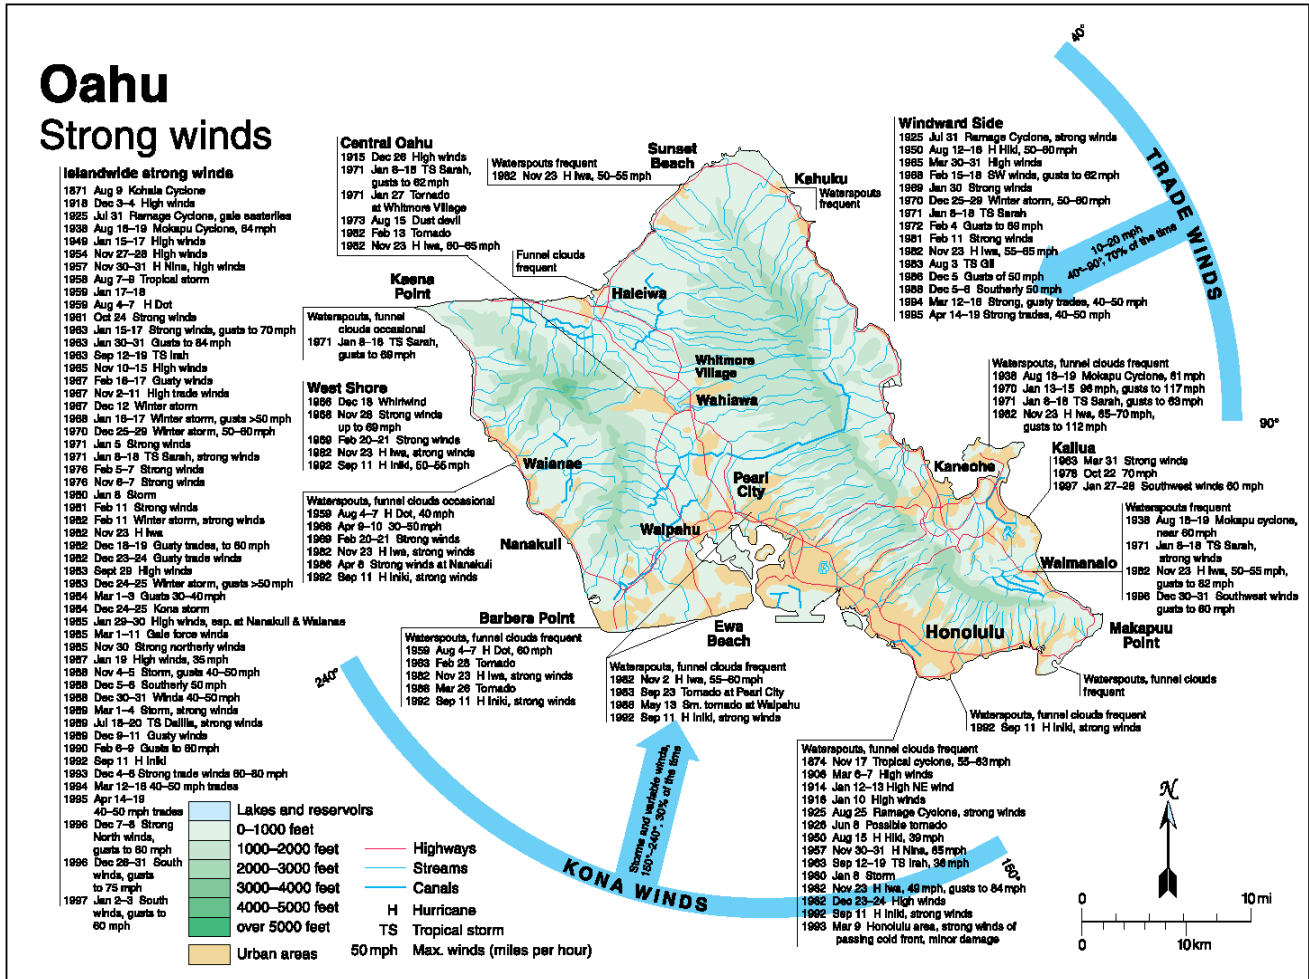 Oahu
Strong winds
Islandwide strong winds
1871 Aug 9 Kohala Cyclone
1918 Dec 3–4 High winds
1925 Jul 31 Ramage Cyclone, gale easterlies
1938 Aug 18–19 Mokapu Cyclone, 64 mph
1949 Jan 15–17 High winds
1954 Nov 27–28 High winds
1957 Nov 30–31 H Nina, high winds
1958 Aug 7–9 Tropical storm
1959 Jan 17–18
1959 Aug 4–7 H Dot
1961 Oct 24 Strong winds
1963 Jan 15–17 Strong winds, gusts to 70 mph
1963 Jan 30–31 Gusts to 84 mph
1963 Sep 12–19 TS Irah
1965 Nov 10–15 High winds
1967 Feb 16–17 Gusty winds
1967 Nov 2–11 High trade winds
1967 Dec 12 Winter storm
1968 Jan 16–17 Winter storm, gusts >50 mph
1970 Dec 25–29 Winter storm, 50–60 mph
1971 Jan 5 Strong winds
1971 Jan 8–18 TS Sarah, strong winds
1976 Feb 5–7 Strong winds
1976 Nov 6–7 Strong winds
1980 Jan 8 Storm
1981 Feb 11 Strong winds
1982 Feb 11 Winter storm, strong winds
1982 Nov 23 H Iwa
1982 Dec 18–19 Gusty trades, to 60 mph
1982 Dec 23–24 Gusty trade winds
1983 Sept 29 High winds
1983 Dec 24–25 Winter storm, gusts >50 mph
1984 Mar 1–3 Gusts 30–40 mph
1984 Dec 24–25 Kona storm
1985 Jan 29–30 High winds, esp. at Nanakuli & Waianae
1985 Mar 1–11 Gale force winds
1985 Nov 30 Strong northerly winds
1987 Jan 19 High winds, 35 mph
1988 Nov 4–5 Storm, gusts 40–50 mph
1988 Dec 5–6 Southerly 50 mph
1988 Dec 30–31 Winds 40–50 mph
1989 Mar 1–4 Storm, strong winds
1989 Jul 18–20 TS Dalilia, strong winds
1989 Dec 9–11 Gusty winds
1990 Feb 6–9 Gusts to 60 mph
1992 Sep 11 H Iniki
1993 Dec 4–6 Strong trade winds 60–80 mph
1994 Mar 12–16 40–50 mph trades
1995 Apr 14–19
40–50 mph trades
1996 Dec 7–8 Strong
North winds,
gusts to 60 mph
1996 Dec 26–31 South
winds, gusts
to 75 mph
1997 Jan 2–3 South
winds, gusts to
60 mph
Central Oahu
1915 Dec 26 High winds
1971 Jan 8–18 TS Sarah,
gusts to 62 mph
1971 Jan 27 Tornado
at Whitmore Village
1973 Aug 15 Dust devil
1982 Feb 13 Tornado
1982 Nov 23 H Iwa, 60–65 mph
Waterspouts frequent
1982 Nov 23 H Iwa, 50–55 mph
Sunset
Beach
Kahuku
Waterspouts
frequent
Funnel clouds
frequent
Kaena
Point
Haleiwa
Waterspouts, funnel
clouds occasional
1971 Jan 8–18 TS Sarah,
gusts to 69 mph
West Shore
1966 Dec 18 Whirlwind
1968 Nov 28 Strong winds
up to 69 mph
1969 Feb 20–21 Strong winds
1982 Nov 23 H Iwa, strong winds
1992 Sep 11 H Iniki, 50–55 mph
Whitmore
Village
Wahiawa
Waianae
Waterspouts, funnel clouds occasional
1959 Aug 4–7 H Dot, 40 mph
1968 Apr 9–10 30–50 mph
1969 Feb 20–21 Strong winds
1982 Nov 23 H Iwa, strong winds
1986 Apr 8 Strong winds at Nanakuli
1992 Sep 11 H Iniki, strong winds
Nanakuli
Pearl
City
Waipahu
Barbers Point
Waterspouts, funnel clouds frequent
1959 Aug 4–7 H Dot, 60 mph
1963 Feb 28 Tornado
1982 Nov 23 H Iwa, strong winds
1986 Mar 26 Tornado
1992 Sep 11 H Iniki, strong winds
Ewa
Beach
Waterspouts, funnel clouds frequent
1982 Nov 2 H Iwa, 55–60 mph
1983 Sep 23 Tornado at Pearl City
1988 May 13 Sm. tornado at Waipahu
1992 Sep 11 H Iniki, strong winds
Windward Side
1925 Jul 31 Ramage Cyclone, strong winds
1950 Aug 12–16 H Hiki, 50–60 mph
1965 Mar 30–31 High winds
1968 Feb 15–18 SW winds, gusts to 62 mph
1969 Jan 30 Strong winds
1970 Dec 25–29 Winter storm, 50–60 mph
1971 Jan 8–18 TS Sarah
1972 Feb 4 Gusts to 69 mph
1981 Feb 11 Strong winds
1982 Nov 23 H Iwa, 55–65 mph
1983 Aug 3 TS Gil
1986 Dec 5 Gusts of 50 mph
1988 Dec 5–6 Southerly 50 mph
1994 Mar 12–16 Strong, gusty trades, 40–50 mph
1995 Apr 14–19 Strong trades, 40–50 mph
40°
TRADE WINDS
10–20 mph
40°–90°, 70% of the time
90°
Waterspouts, funnel clouds frequent
1938 Aug 18–19 Mokapu Cyclone, 61 mph
1970 Jan 13–15 96 mph, gusts to 117 mph
1971 Jan 8–18 TS Sarah, gusts to 63 mph
1982 Nov 23 H Iwa, 65–70 mph,
gusts to 112 mph
Kaneohe
Kailua
1963 Mar 31 Strong winds
1978 Oct 22 70 mph
1997 Jan 27–28 Southwest winds 60 mph
Waterspouts frequent
1938 Aug 18–19 Mokapu cyclone,
near 60 mph
1971 Jan 8–18 TS Sarah,
strong winds
1982 Nov 23 H Iwa, 50–55 mph,
gusts to 82 mph
1996 Dec 30–31 Southwest winds
gusts to 60 mph
Waimanalo
Honolulu
Makapuu
Point
Waterspouts, funnel clouds
frequent
Waterspouts, funnel clouds frequent
1992 Sep 11 H Iniki, strong winds
Waterspouts, funnel clouds frequent
1874 Nov 17 Tropical cyclone, 55–63 mph
1906 Mar 6–7 High winds
1914 Jan 12–13 High NE wind
1916 Jan 10 High winds
1925 Aug 25 Ramage Cyclone, strong winds
1926 Jun 8 Possible tornado
1950 Aug 15 H Hiki, 39 mph
1957 Nov 30–31 H Nina, 65 mph
1963 Sep 12–19 TS Irah, 36 mph
1980 Jan 8 Storm
1982 Nov 23 H Iwa, 49 mph, gusts to 84 mph
1982 Dec 23–24 High winds
1992 Sep 11 H Iniki, strong winds
1993 Mar 9 Honolulu area, strong winds of
passing cold front, minor damage
240°
KONA WINDS
Storms and variable winds,
150°–240°, 30% of the time
150°
Lakes and reservoirs
0–1000 feet
1000–2000 feet
2000–3000 feet
3000–4000 feet
4000–5000 feet
over 5000 feet
Urban areas
Highways
Streams
Canals
H Hurricane
TS Tropical storm
50 mph Max. winds (miles per hour)
N
0 10 mi
0 10 km